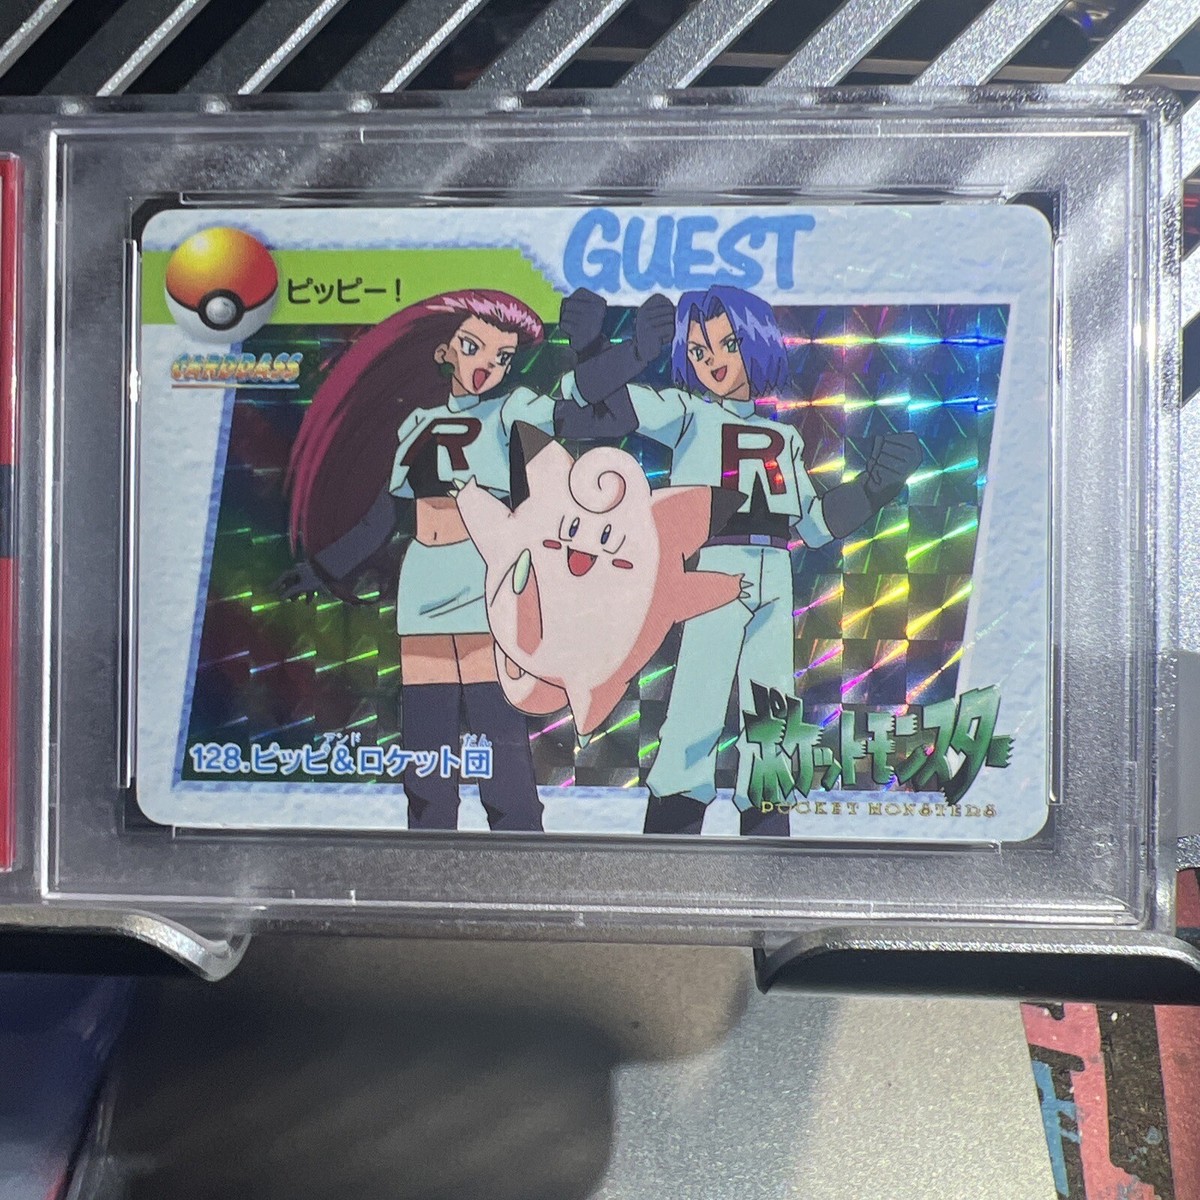 GUEST
ピッピー!
CARDDASS
R
R
アンド だん
128.ピッピ&ロケット団
ポケットモンスター
POCKET MONSTERS